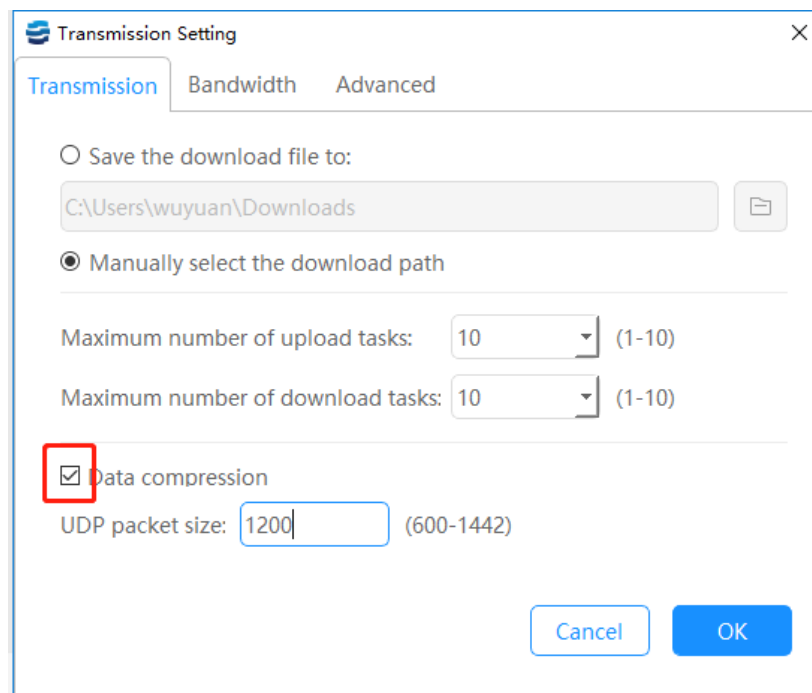 Transmission Setting
Transmission Bandwidth Advanced
Save the download file to:
C:\Users\wuyuan\Downloads
Manually select the download path
Maximum number of upload tasks: 10 (1-10)
Maximum number of download tasks: 10 (1-10)
Data compression
UDP packet size: 1200 (600-1442)
Cancel OK